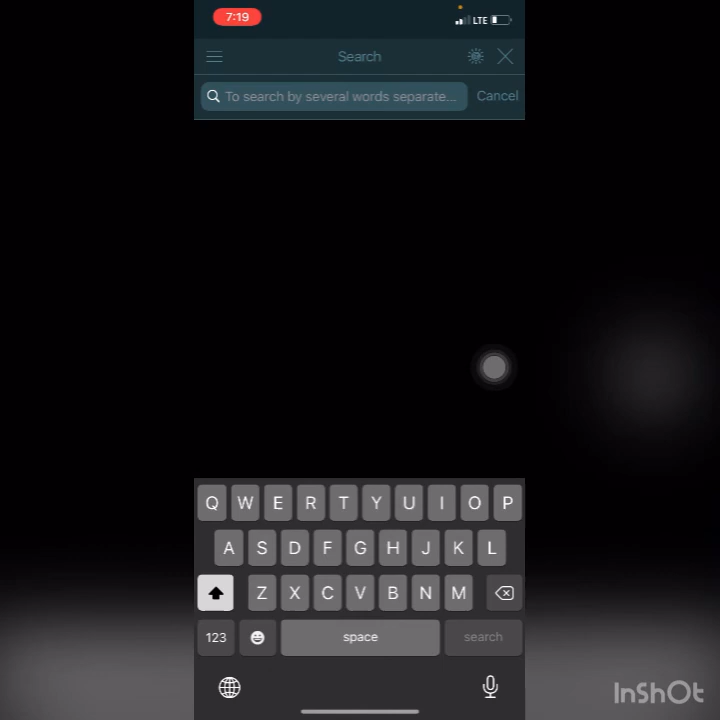 7:19
LTE
Search
To search by several words separate...
Cancel
Q W E R T Y U I O P
A S D F G H J K L
Z X C V B N M
123
space
search
InShOt